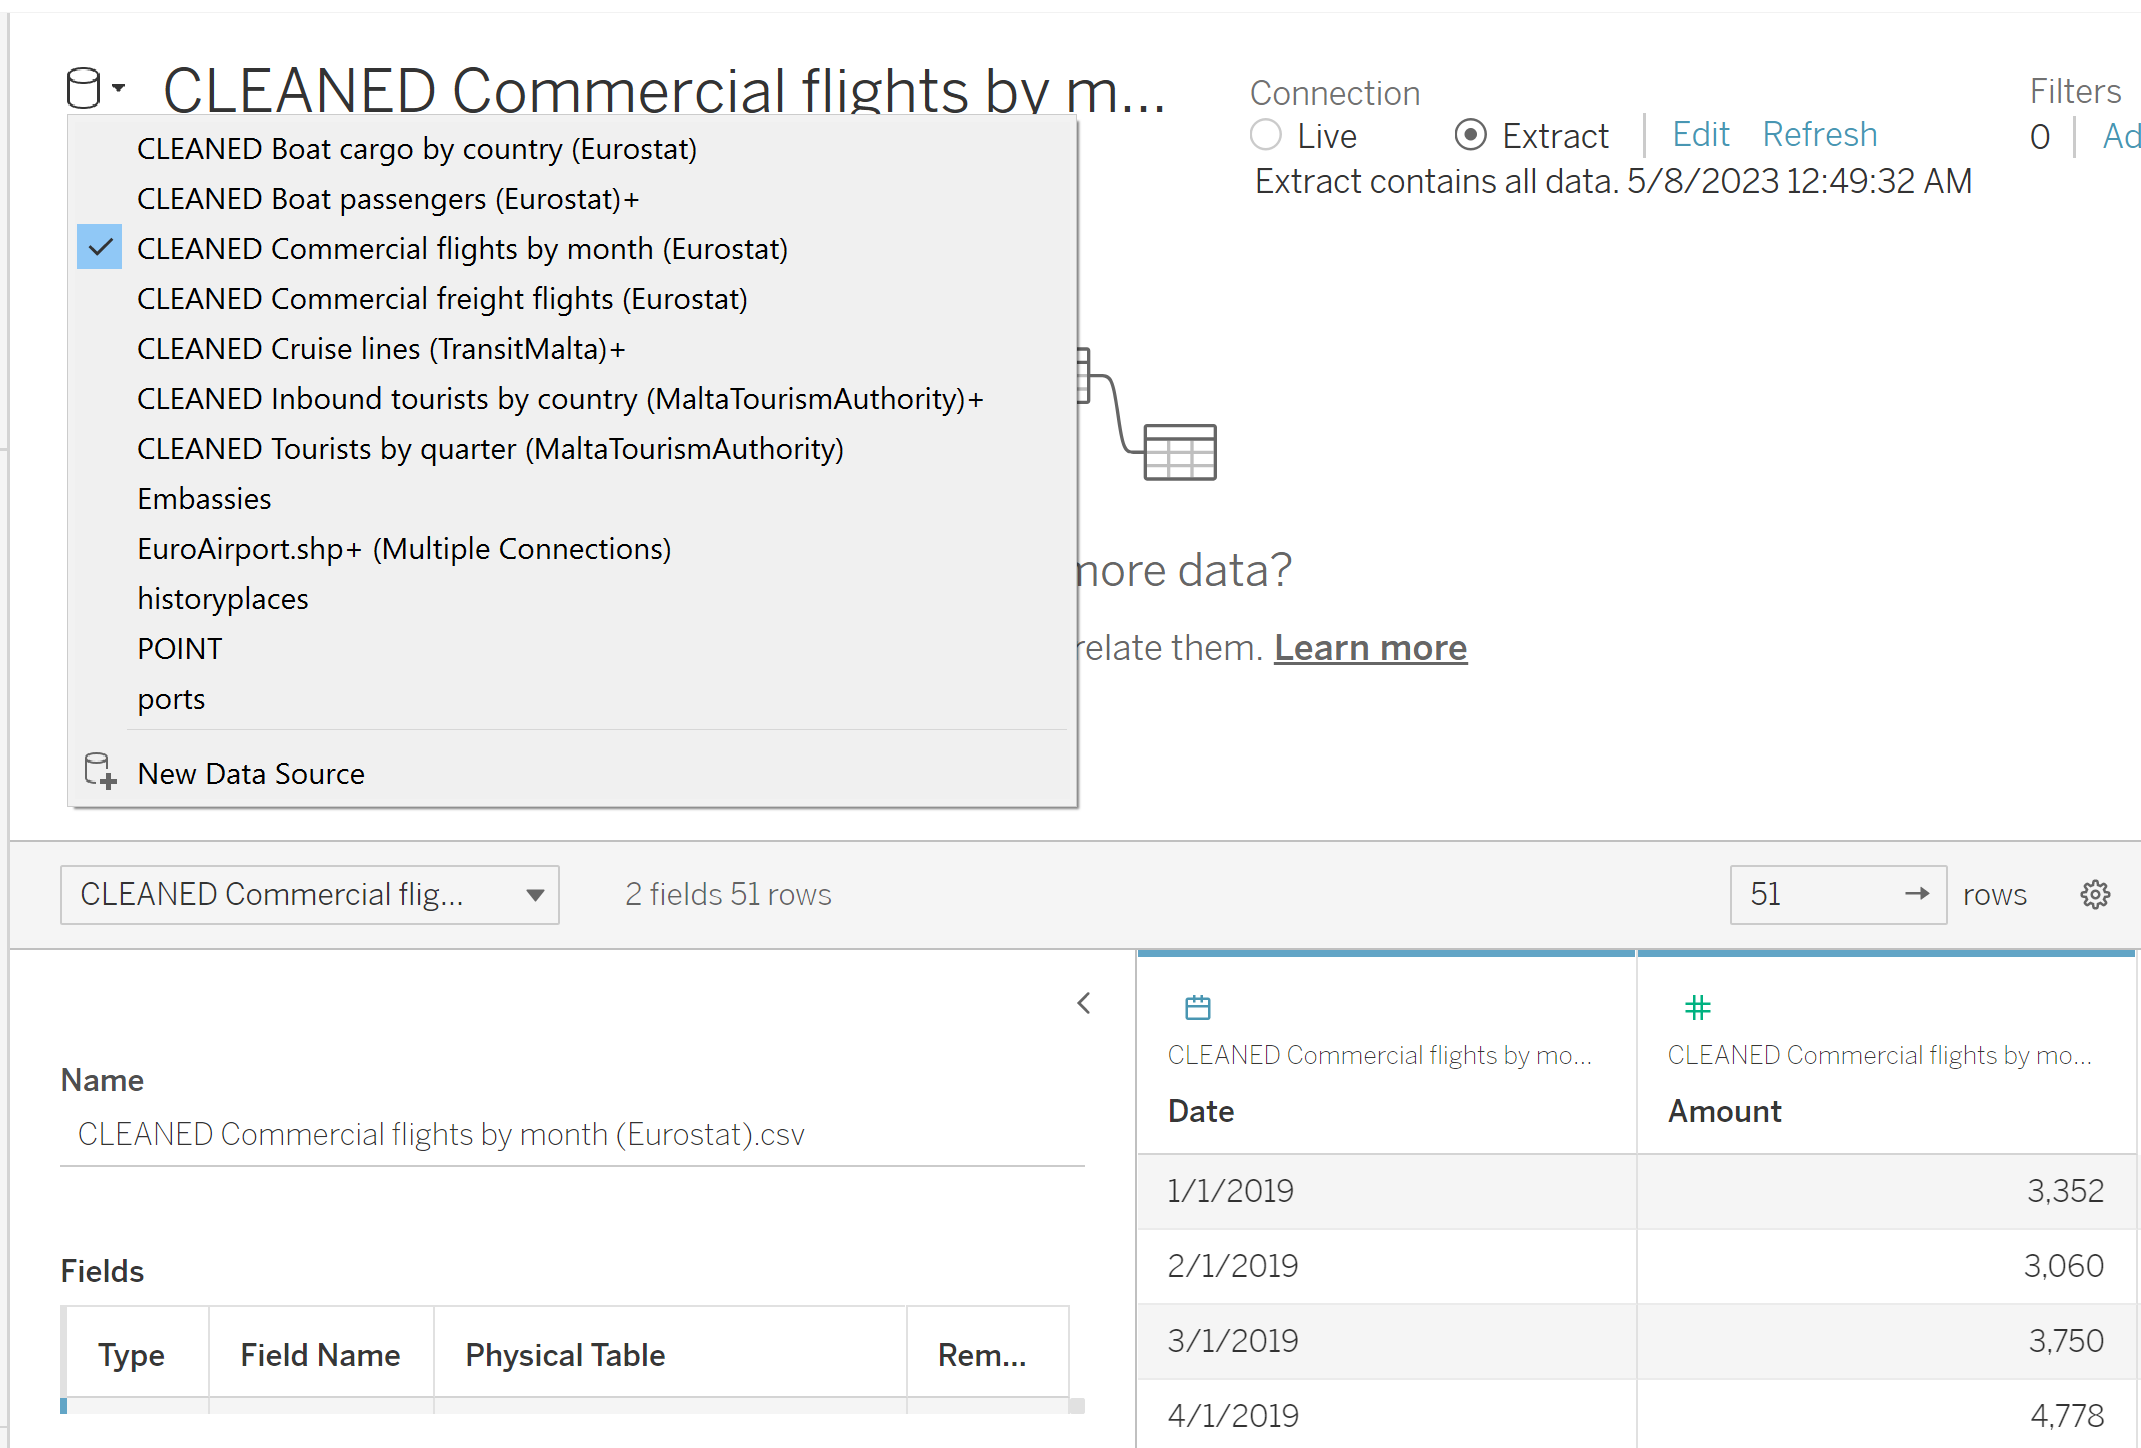 CLEANED Commercial flights by m...
Connection
Live
Extract
Edit
Refresh
Extract contains all data. 5/8/2023 12:49:32 AM
Filters
0
Ad
CLEANED Boat cargo by country (Eurostat)
CLEANED Boat passengers (Eurostat)+
CLEANED Commercial flights by month (Eurostat)
CLEANED Commercial freight flights (Eurostat)
CLEANED Cruise lines (TransitMalta)+
CLEANED Inbound tourists by country (MaltaTourismAuthority)+
CLEANED Tourists by quarter (MaltaTourismAuthority)
Embassies
EuroAirport.shp+ (Multiple Connections)
historyplaces
POINT
ports
New Data Source
more data?
relate them. Learn more
CLEANED Commercial flig...
2 fields 51 rows
51
rows
Name
CLEANED Commercial flights by month (Eurostat).csv
Fields
Type Field Name Physical Table Rem...
CLEANED Commercial flights by mo... CLEANED Commercial flights by mo...
Date Amount
1/1/2019 3,352
2/1/2019 3,060
3/1/2019 3,750
4/1/2019 4,778